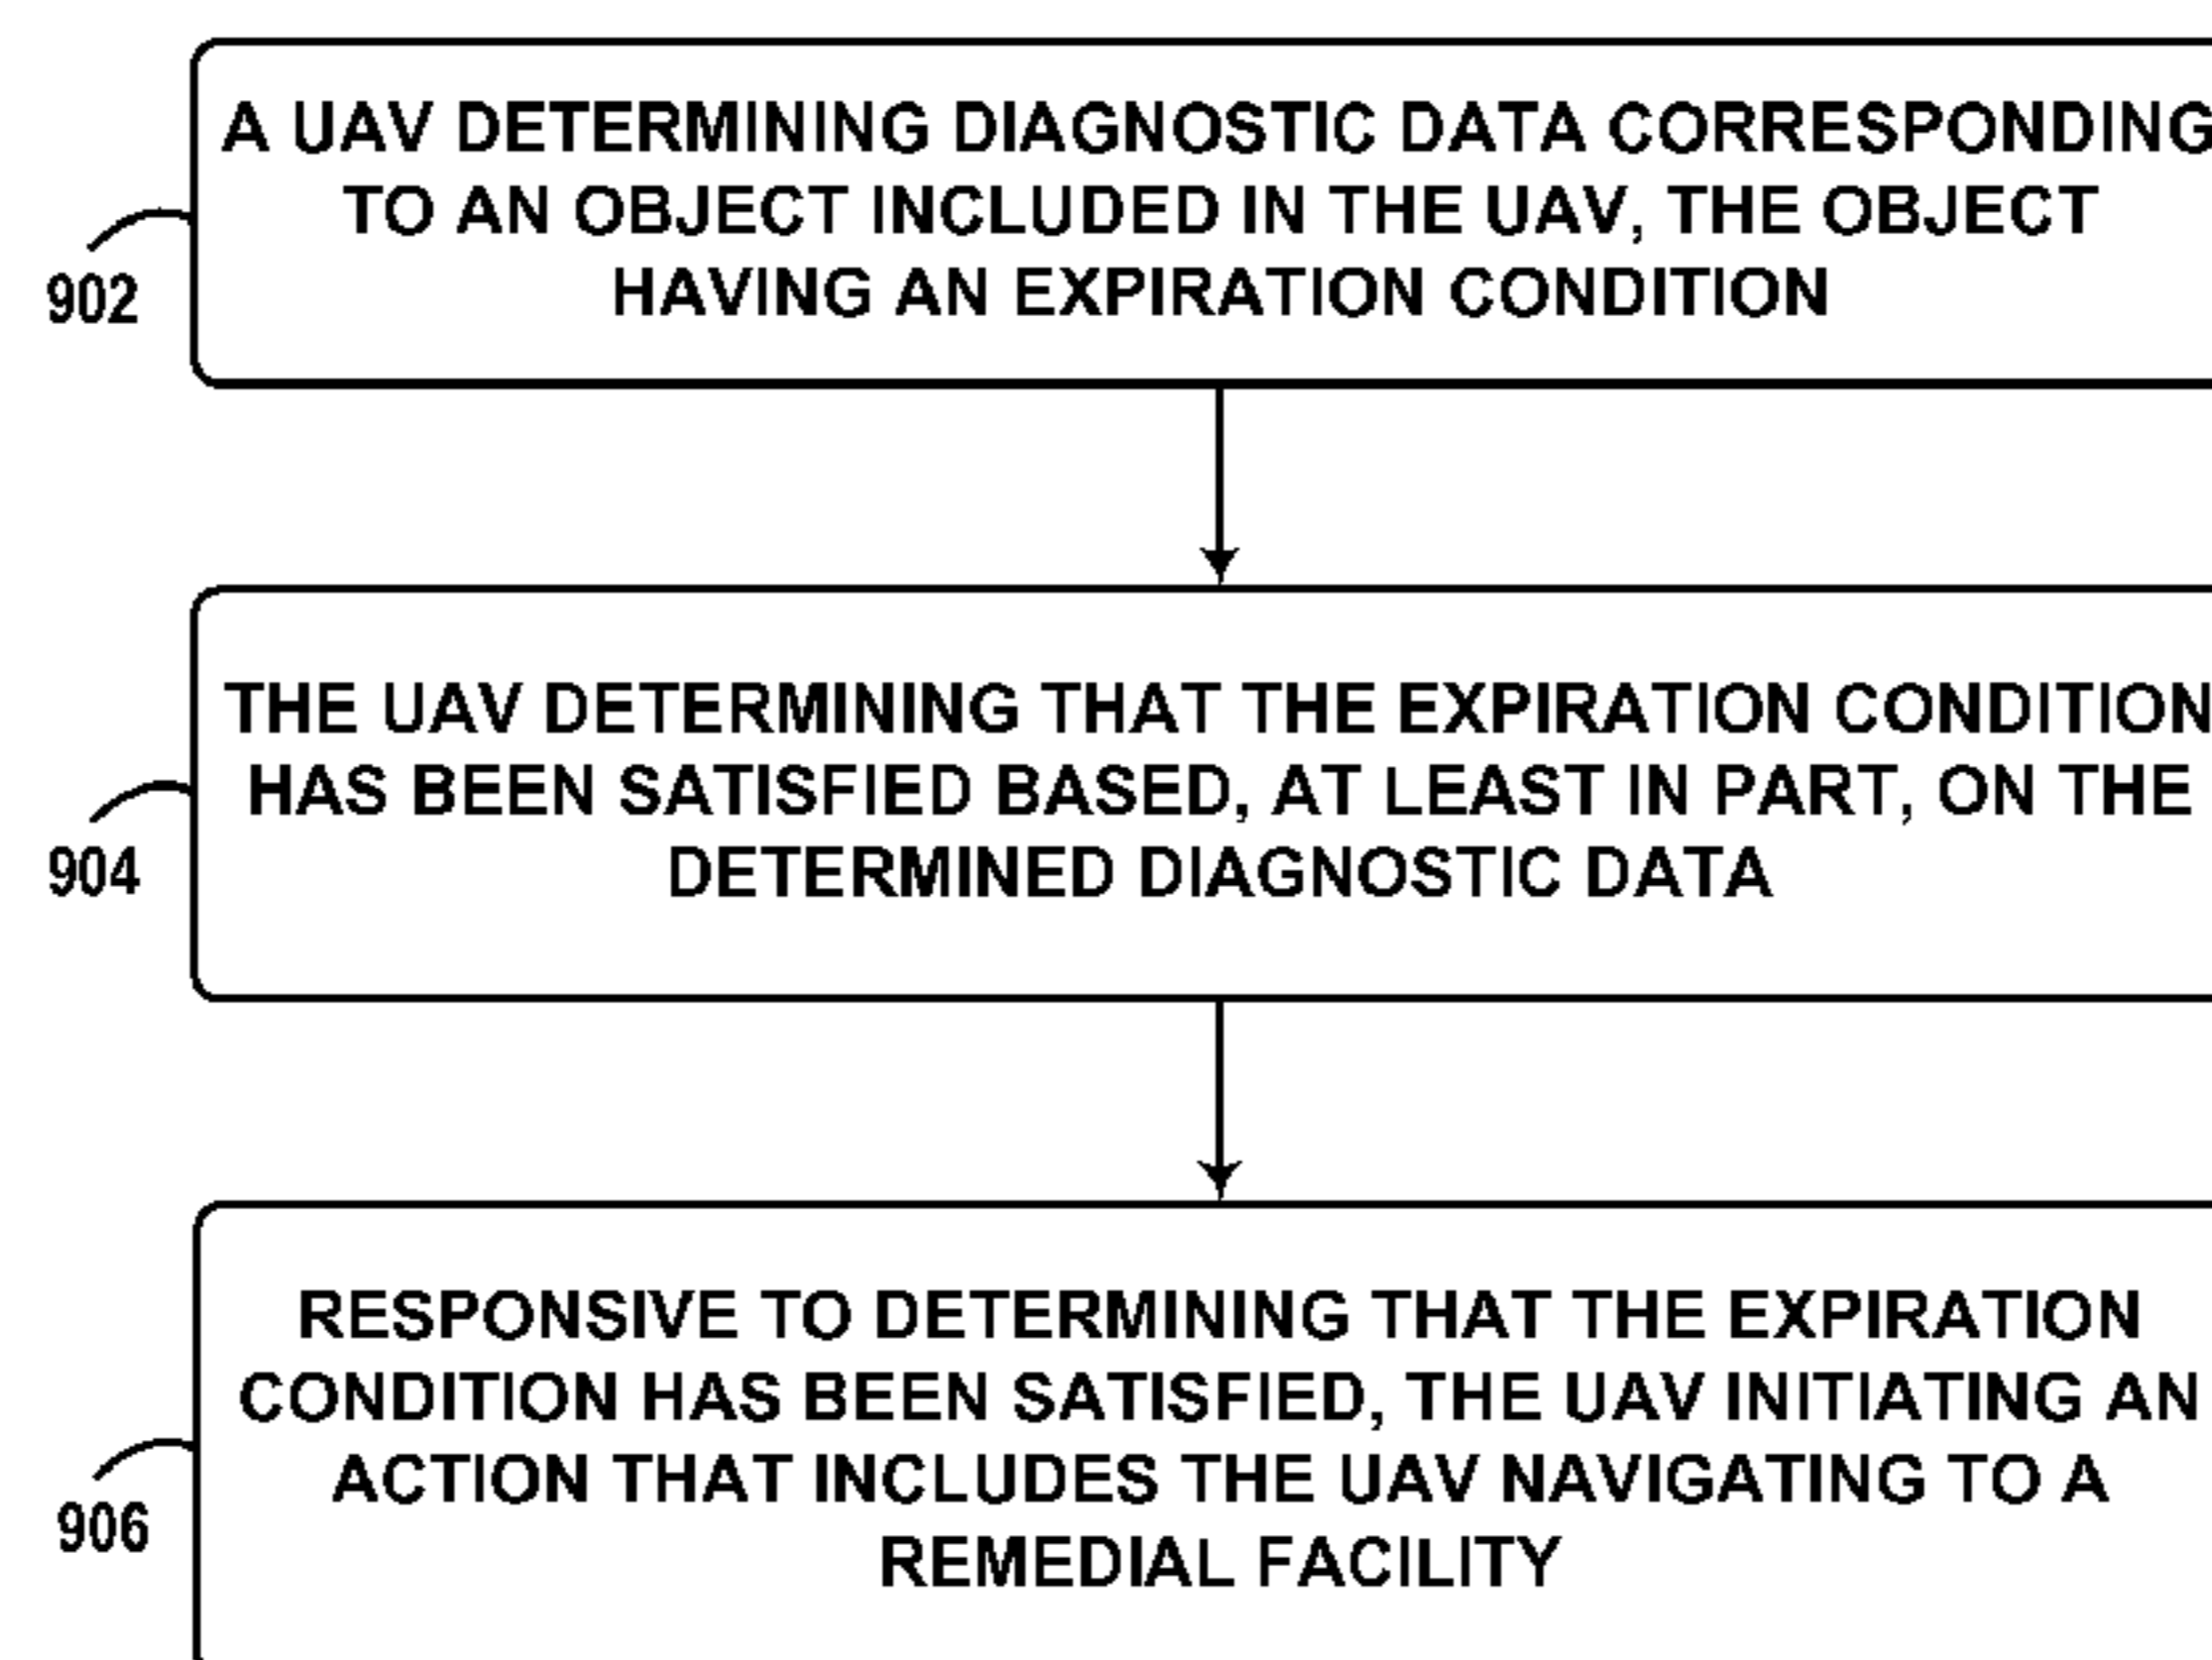 A UAV DETERMINING DIAGNOSTIC DATA CORRESPONDING
TO AN OBJECT INCLUDED IN THE UAV, THE OBJECT
HAVING AN EXPIRATION CONDITION
902
THE UAV DETERMINING THAT THE EXPIRATION CONDITION
HAS BEEN SATISFIED BASED, AT LEAST IN PART, ON THE
DETERMINED DIAGNOSTIC DATA
904
RESPONSIVE TO DETERMINING THAT THE EXPIRATION
CONDITION HAS BEEN SATISFIED, THE UAV INITIATING AN
ACTION THAT INCLUDES THE UAV NAVIGATING TO A
REMEDIAL FACILITY
906